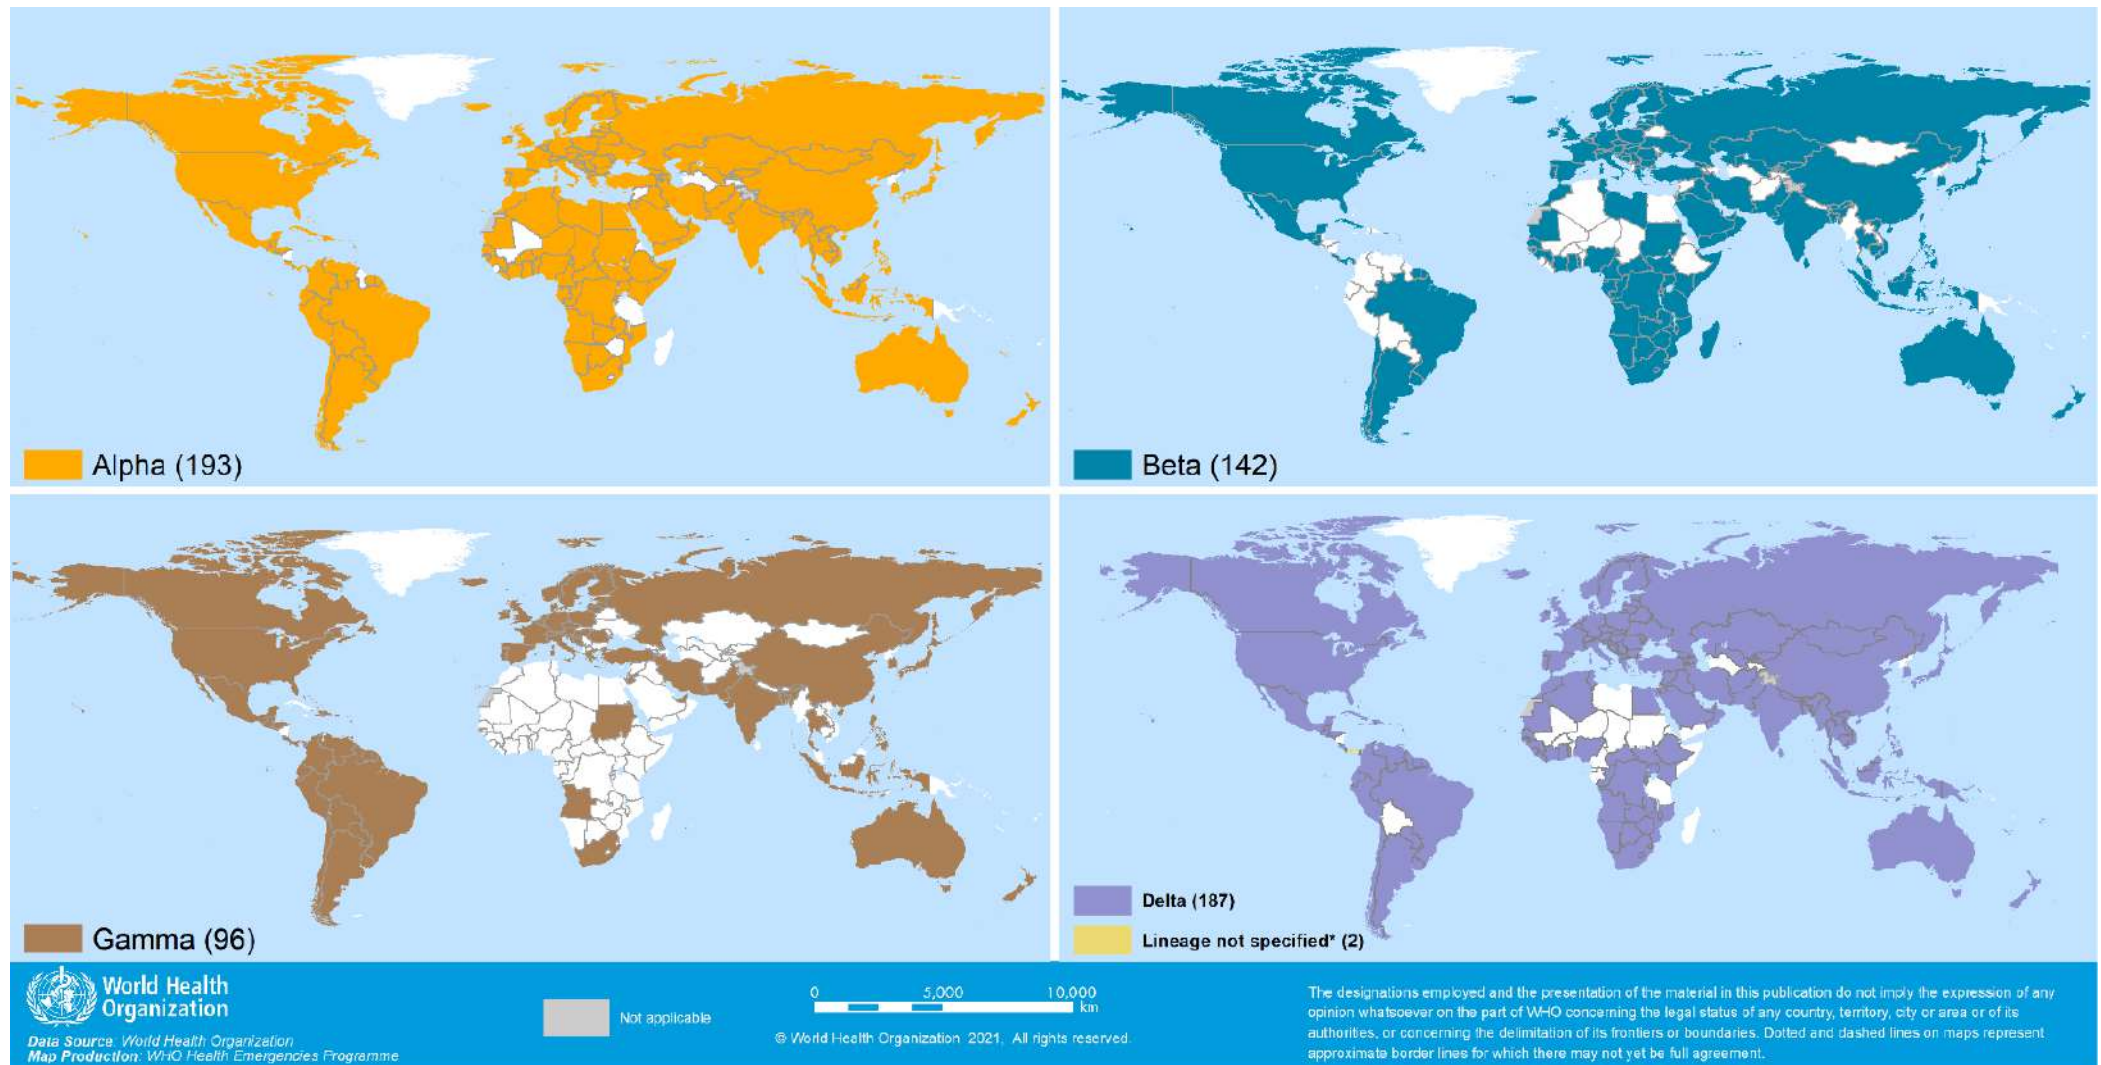 Alpha (193)
Beta (142)
Gamma (96)
Delta (187)
Lineage not specified* (2)
World Health
Organization
Data Source: World Health Organization
Map Production: WHO Health Emergencies Programme
Not applicable
0 5,000 10,000
km
© World Health Organization 2021, All rights reserved.
The designations employed and the presentation of the material in this publication do not imply the expression of any
opinion whatsoever on the part of WHO concerning the legal status of any country, territory, city or area or of its
authorities, or concerning the delimitation of its frontiers or boundaries. Dotted and dashed lines on maps represent
approximate border lines for which there may not yet be full agreement.